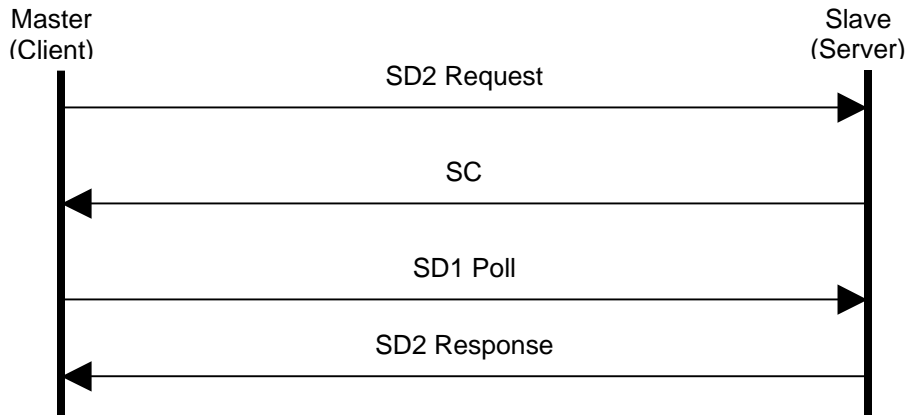 Master
(Client)
Slave
(Server)
SD2 Request
SC
SD1 Poll
SD2 Response